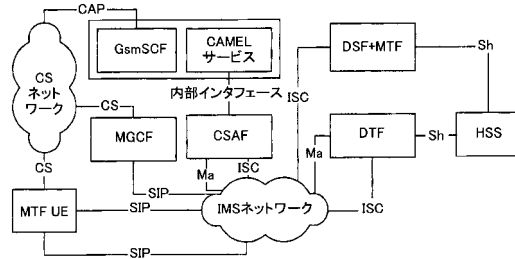 CAP
GsmSCF
CAMEL
サービス
DSF+MTF
Sh
CS
ネット
ワーク
内部インタフェース
ISC
CS
MGCF
CSAF
DTF
Sh
HSS
Ma
ISC
Ma
CS
SIP
MTF UE
SIP
IMSネットワーク
ISC
SIP